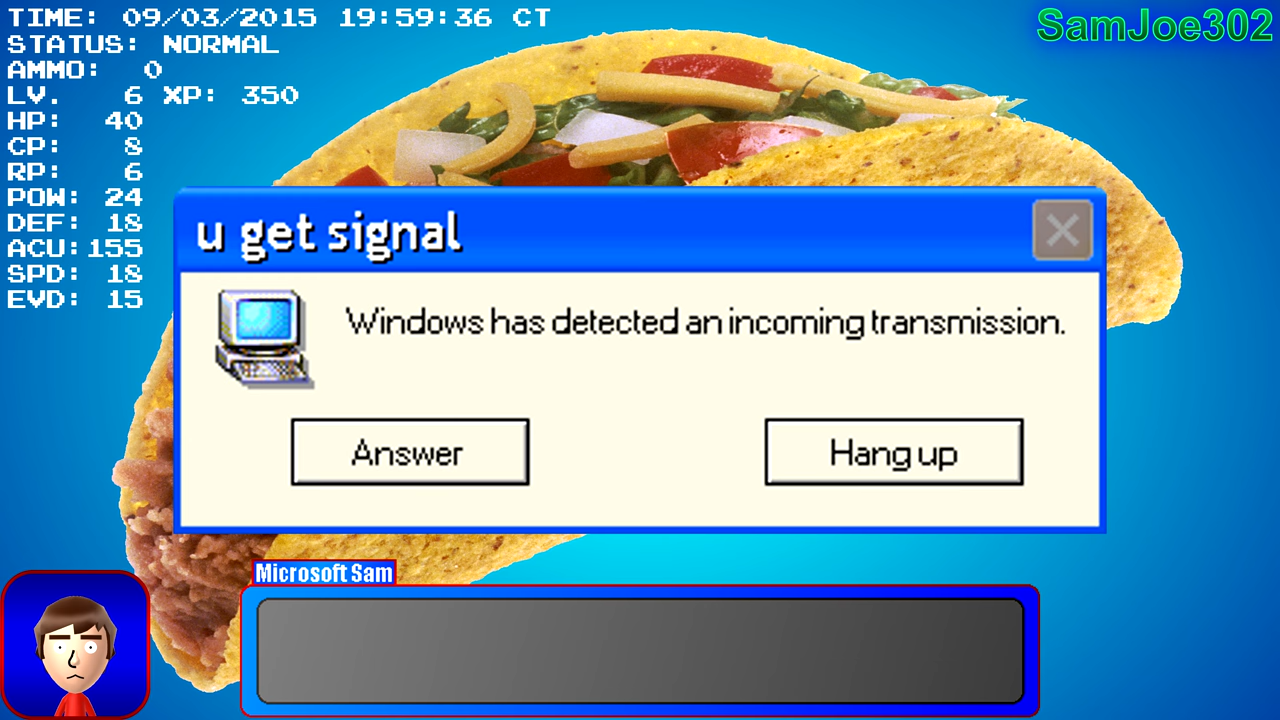 TIME: 09/03/2015 19:59:36 CT
SamJoe302
STATUS: NORMAL
AMMO: 0
LV. 6 XP: 350
HP: 40
CP: 8
RP: 6
POW: 24
DEF: 18
ACU: 155
SPD: 18
EVD: 15
u get signal
Windows has detected an incoming transmission.
Answer
Hang up
Microsoft Sam